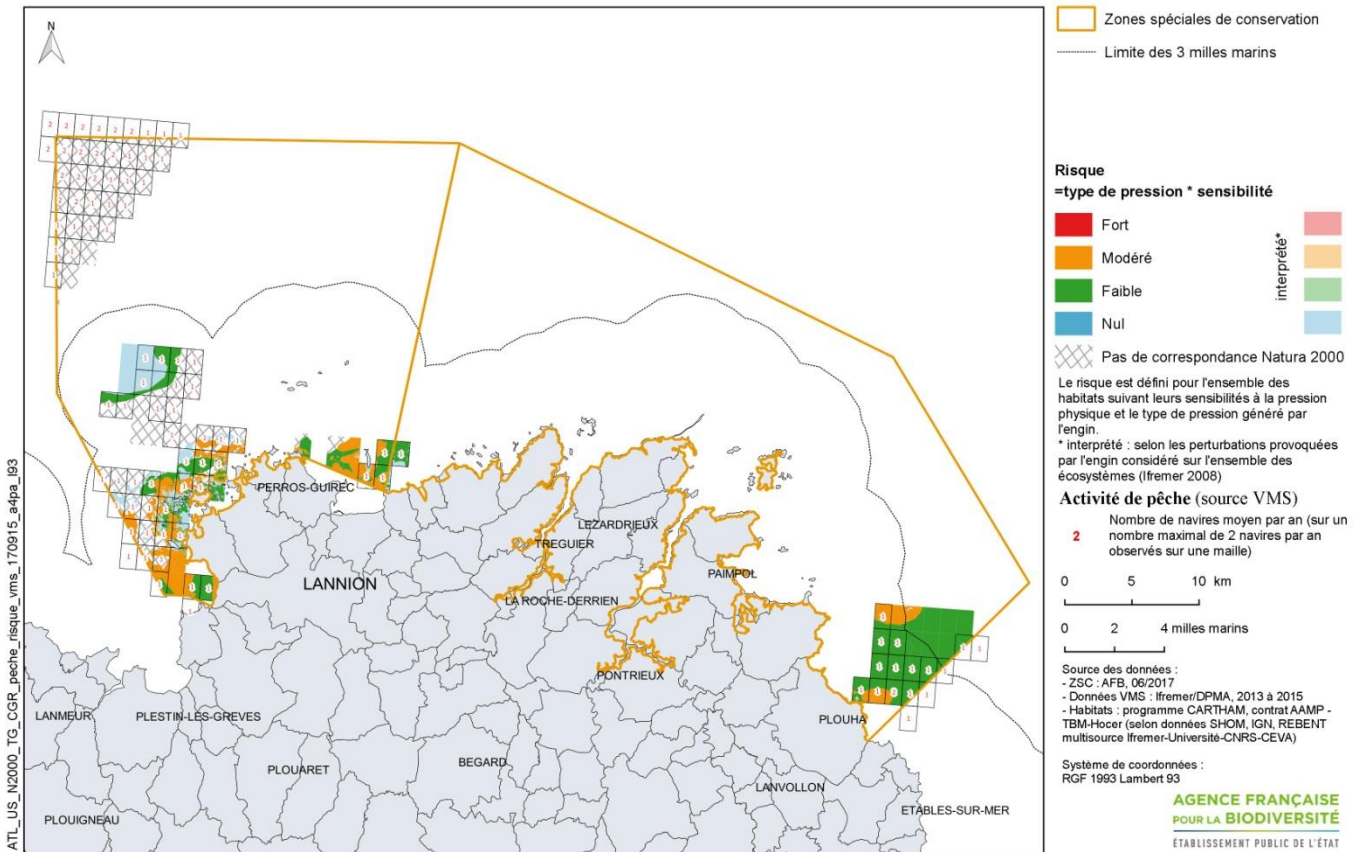 N
PERROS-GUIREC
LEZARDRIEUX
TREGUIER
PAIMPOL
LANNION
LA ROCHE-DERRIEN
PONTRIEUX
LANMEUR
PLESTIN-LES-GREVES
PLOUHA
PLOUARET
BEGARD
LANVOLLON
ETABLES-SUR-MER
PLOUIGNEAU
ATL_US_N2000_TG_CGR_peche_risque_vms_170915_a4pa_l93
Zones spéciales de conservation
Limite des 3 milles marins
Risque
=type de pression * sensibilité
Fort
Modéré
Faible
Nul
interprété*
Pas de correspondance Natura 2000
Le risque est défini pour l'ensemble des
habitats suivant leurs sensibilités à la pression
physique et le type de pression généré par
l'engin.
* interprété : selon les perturbations provoquées
par l'engin considéré sur l'ensemble des
écosystèmes (Ifremer 2008)
Activité de pêche (source VMS)
2 Nombre de navires moyen par an (sur un
nombre maximal de 2 navires par an
observés sur une maille)
0 5 10 km
0 2 4 milles marins
Source des données :
- ZSC : AFB, 06/2017
- Données VMS : Ifremer/DPMA, 2013 à 2015
- Habitats : programme CARTHAM, contrat AAMP -
TBM-Hocer (selon données SHOM, IGN, REBENT
multisource Ifremer-Université-CNRS-CEVA)
Système de coordonnées :
RGF 1993 Lambert 93
AGENCE FRANÇAISE
POUR LA BIODIVERSITÉ
ÉTABLISSEMENT PUBLIC DE L'ÉTAT